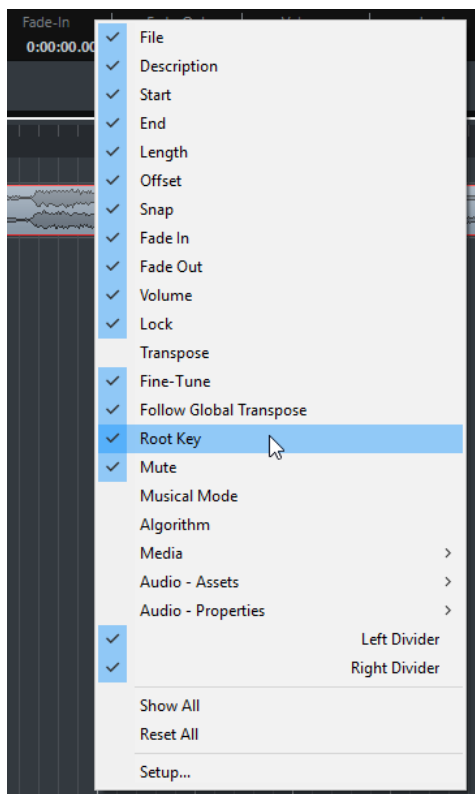 Fade-In
0:00:00.00
File
Description
Start
End
Length
Offset
Snap
Fade In
Fade Out
Volume
Lock
Transpose
Fine-Tune
Follow Global Transpose
Root Key
Mute
Musical Mode
Algorithm
Media
Audio - Assets
Audio - Properties
Left Divider
Right Divider
Show All
Reset All
Setup...